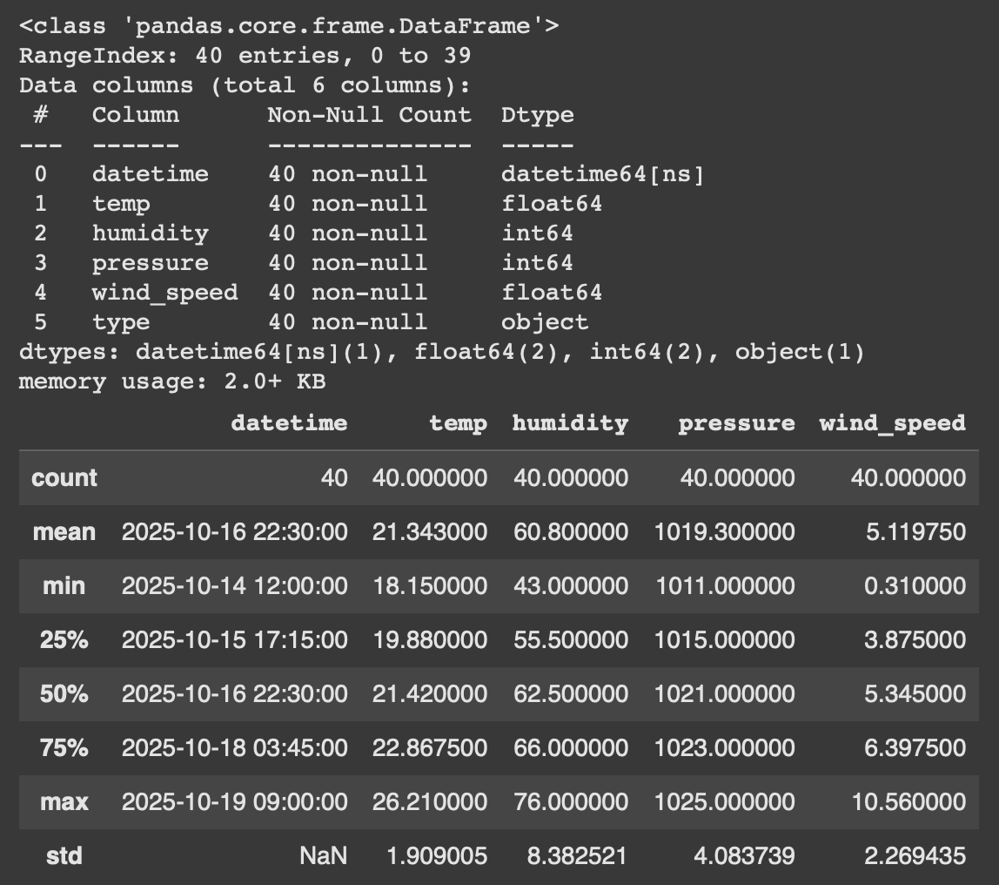 <class 'pandas.core.frame.DataFrame'>
RangeIndex: 40 entries, 0 to 39
Data columns (total 6 columns):
 #   Column      Non-Null Count  Dtype
---  ------      --------------  -----
 0   datetime    40 non-null     datetime64[ns]
 1   temp        40 non-null     float64
 2   humidity    40 non-null     int64
 3   pressure    40 non-null     int64
 4   wind_speed  40 non-null     float64
 5   type        40 non-null     object
dtypes: datetime64[ns](1), float64(2), int64(2), object(1)
memory usage: 2.0+ KB
datetime temp humidity pressure wind_speed
count 40 40.000000 40.000000 40.000000 40.000000
mean 2025-10-16 22:30:00 21.343000 60.800000 1019.300000 5.119750
min 2025-10-14 12:00:00 18.150000 43.000000 1011.000000 0.310000
25% 2025-10-15 17:15:00 19.880000 55.500000 1015.000000 3.875000
50% 2025-10-16 22:30:00 21.420000 62.500000 1021.000000 5.345000
75% 2025-10-18 03:45:00 22.867500 66.000000 1023.000000 6.397500
max 2025-10-19 09:00:00 26.210000 76.000000 1025.000000 10.560000
std NaN 1.909005 8.382521 4.083739 2.269435